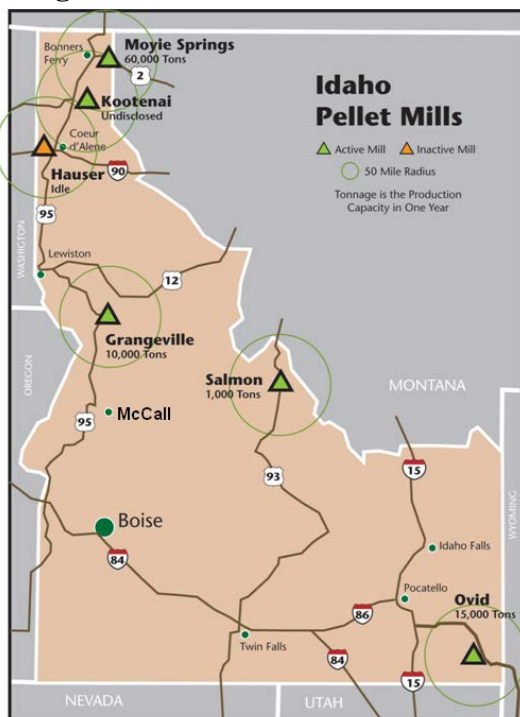 Moyie Springs
60,000 Tons
Bonners
Ferry
2
Kootenai
Undisclosed
Idaho
Pellet Mills
Active Mill
Inactive Mill
50 Mile Radius
Tonnage is the Production
Capacity in One Year
Coeur
d'Alene
90
Hauser
Idle
95
WASHIGTON
Lewiston
12
Grangeville
10,000 Tons
OREGON
Salmon
1,000 Tons
MONTANA
McCall
95
93
15
WYOMING
Boise
84
Idaho Falls
Pocatello
Ovid
15,000 Tons
86
Twin Falls
84
15
NEVADA
UTAH